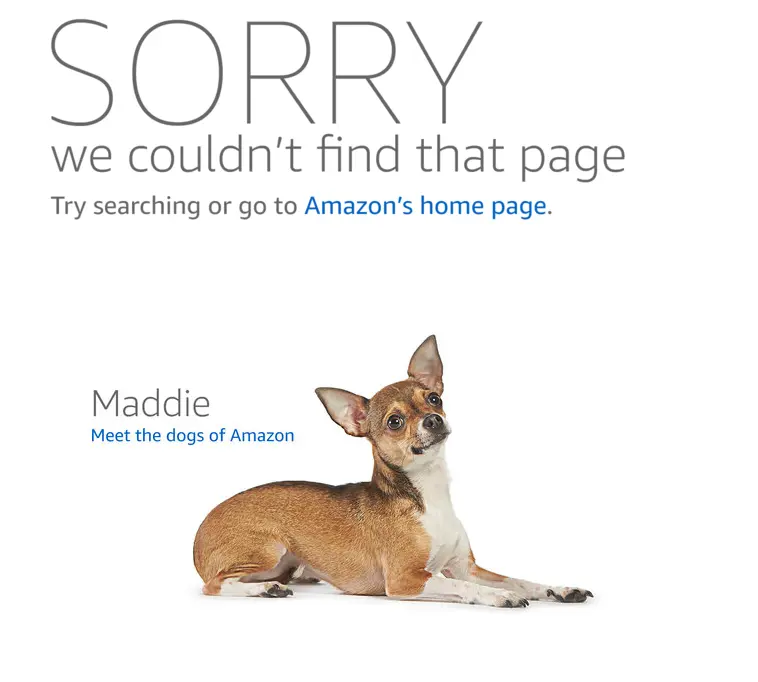 SORRY
we couldn't find that page
Try searching or go to Amazon's home page.
Maddie
Meet the dogs of Amazon